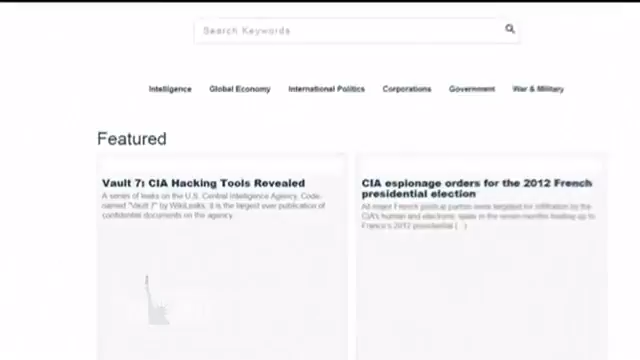 Search Keywords
Intelligence Global Economy International Politics Corporations Government War & Military
Featured
Vault 7: CIA Hacking Tools Revealed
A series of leaks on the U.S. Central Intelligence Agency. Code-
named "Vault 7" by WikiLeaks, it is the largest ever publication of
confidential documents on the agency.
CIA espionage orders for the 2012 French
presidential election
All major French political parties were targeted for infiltration by the
CIA's human and electronic spies in the seven months leading up to
France's 2012 presidential [...]